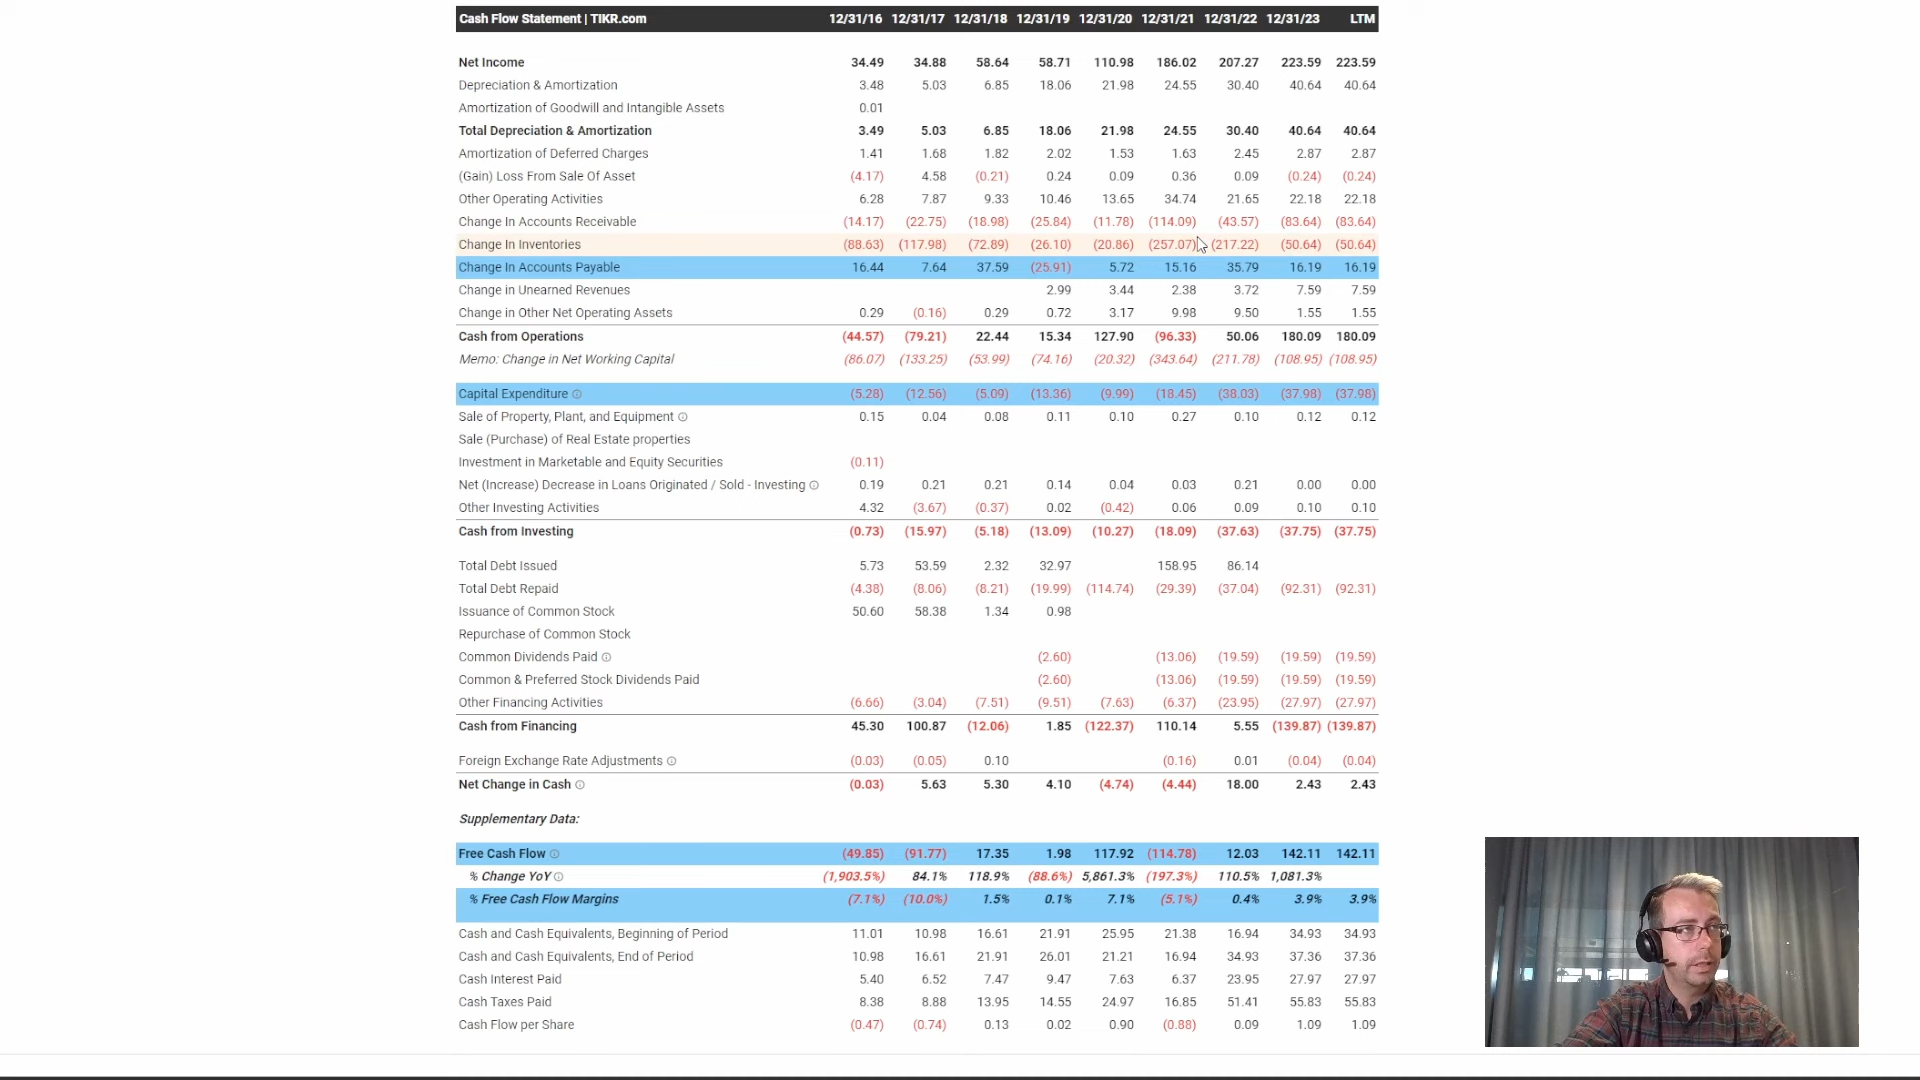 Cash Flow Statement | TIKR.com 12/31/16 12/31/17 12/31/18 12/31/19 12/31/20 12/31/21 12/31/22 12/31/23 LTM
Net Income 34.49 34.88 58.64 58.71 110.98 186.02 207.27 223.59 223.59
Depreciation & Amortization 3.48 5.03 6.85 18.06 21.98 24.55 30.40 40.64 40.64
Amortization of Goodwill and Intangible Assets 0.01
Total Depreciation & Amortization 3.49 5.03 6.85 18.06 21.98 24.55 30.40 40.64 40.64
Amortization of Deferred Charges 1.41 1.68 1.82 2.02 1.53 1.63 2.45 2.87 2.87
(Gain) Loss From Sale Of Asset (4.17) 4.58 (0.21) 0.24 0.09 0.36 0.09 (0.24) (0.24)
Other Operating Activities 6.28 7.87 9.33 10.46 13.65 34.74 21.65 22.18 22.18
Change In Accounts Receivable (14.17) (22.75) (18.98) (25.84) (11.78) (114.09) (43.57) (83.64) (83.64)
Change In Inventories (88.63) (117.98) (72.89) (26.10) (20.86) (257.07) (217.22) (50.64) (50.64)
Change In Accounts Payable 16.44 7.64 37.59 (25.91) 5.72 15.16 35.79 16.19 16.19
Change in Unearned Revenues 2.99 3.44 2.38 3.72 7.59 7.59
Change in Other Net Operating Assets 0.29 (0.16) 0.29 0.72 3.17 9.98 9.50 1.55 1.55
Cash from Operations (44.57) (79.21) 22.44 15.34 127.90 (96.33) 50.06 180.09 180.09
Memo: Change in Net Working Capital (86.07) (133.25) (53.99) (74.16) (20.32) (343.64) (211.78) (108.95) (108.95)
Capital Expenditure (5.28) (12.56) (5.09) (13.36) (9.99) (18.45) (38.03) (37.98) (37.98)
Sale of Property, Plant, and Equipment 0.15 0.04 0.08 0.11 0.10 0.27 0.10 0.12 0.12
Sale (Purchase) of Real Estate properties
Investment in Marketable and Equity Securities (0.11)
Net (Increase) Decrease in Loans Originated / Sold - Investing 0.19 0.21 0.21 0.14 0.04 0.03 0.21 0.00 0.00
Other Investing Activities 4.32 (3.67) (0.37) 0.02 (0.42) 0.06 0.09 0.10 0.10
Cash from Investing (0.73) (15.97) (5.18) (13.09) (10.27) (18.09) (37.63) (37.75) (37.75)
Total Debt Issued 5.73 53.59 2.32 32.97 158.95 86.14
Total Debt Repaid (4.38) (8.06) (8.21) (19.99) (114.74) (29.39) (37.04) (92.31) (92.31)
Issuance of Common Stock 50.60 58.38 1.34 0.98
Repurchase of Common Stock
Common Dividends Paid (2.60) (13.06) (19.59) (19.59) (19.59)
Common & Preferred Stock Dividends Paid (2.60) (13.06) (19.59) (19.59) (19.59)
Other Financing Activities (6.66) (3.04) (7.51) (9.51) (7.63) (6.37) (23.95) (27.97) (27.97)
Cash from Financing 45.30 100.87 (12.06) 1.85 (122.37) 110.14 5.55 (139.87) (139.87)
Foreign Exchange Rate Adjustments (0.03) (0.05) 0.10 (0.16) 0.01 (0.04) (0.04)
Net Change in Cash (0.03) 5.63 5.30 4.10 (4.74) (4.44) 18.00 2.43 2.43
Supplementary Data:
Free Cash Flow (49.85) (91.77) 17.35 1.98 117.92 (114.78) 12.03 142.11 142.11
% Change YoY (1,903.5%) 84.1% 118.9% (88.6%) 5,861.3% (197.3%) 110.5% 1,081.3%
% Free Cash Flow Margins (7.1%) (10.0%) 1.5% 0.1% 7.1% (5.1%) 0.4% 3.9% 3.9%
Cash and Cash Equivalents, Beginning of Period 11.01 10.98 16.61 21.91 25.95 21.38 16.94 34.93 34.93
Cash and Cash Equivalents, End of Period 10.98 16.61 21.91 26.01 21.21 16.94 34.93 37.36 37.36
Cash Interest Paid 5.40 6.52 7.47 9.47 7.63 6.37 23.95 27.97 27.97
Cash Taxes Paid 8.38 8.88 13.95 14.55 24.97 16.85 51.41 55.83 55.83
Cash Flow per Share (0.47) (0.74) 0.13 0.02 0.90 (0.88) 0.09 1.09 1.09